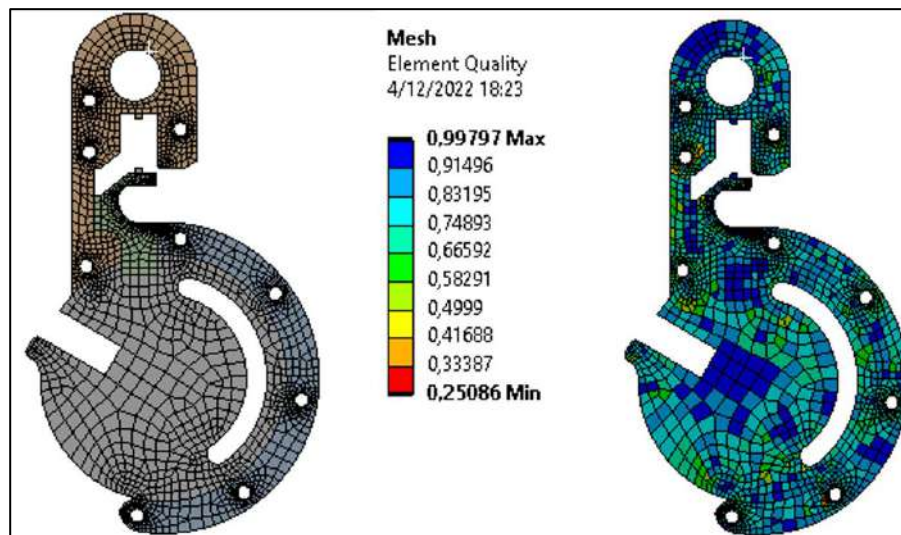 Mesh
Element Quality
4/12/2022 18:23
0,99797 Max
0,91496
0,83195
0,74893
0,66592
0,58291
0,4999
0,41688
0,33387
0,25086 Min